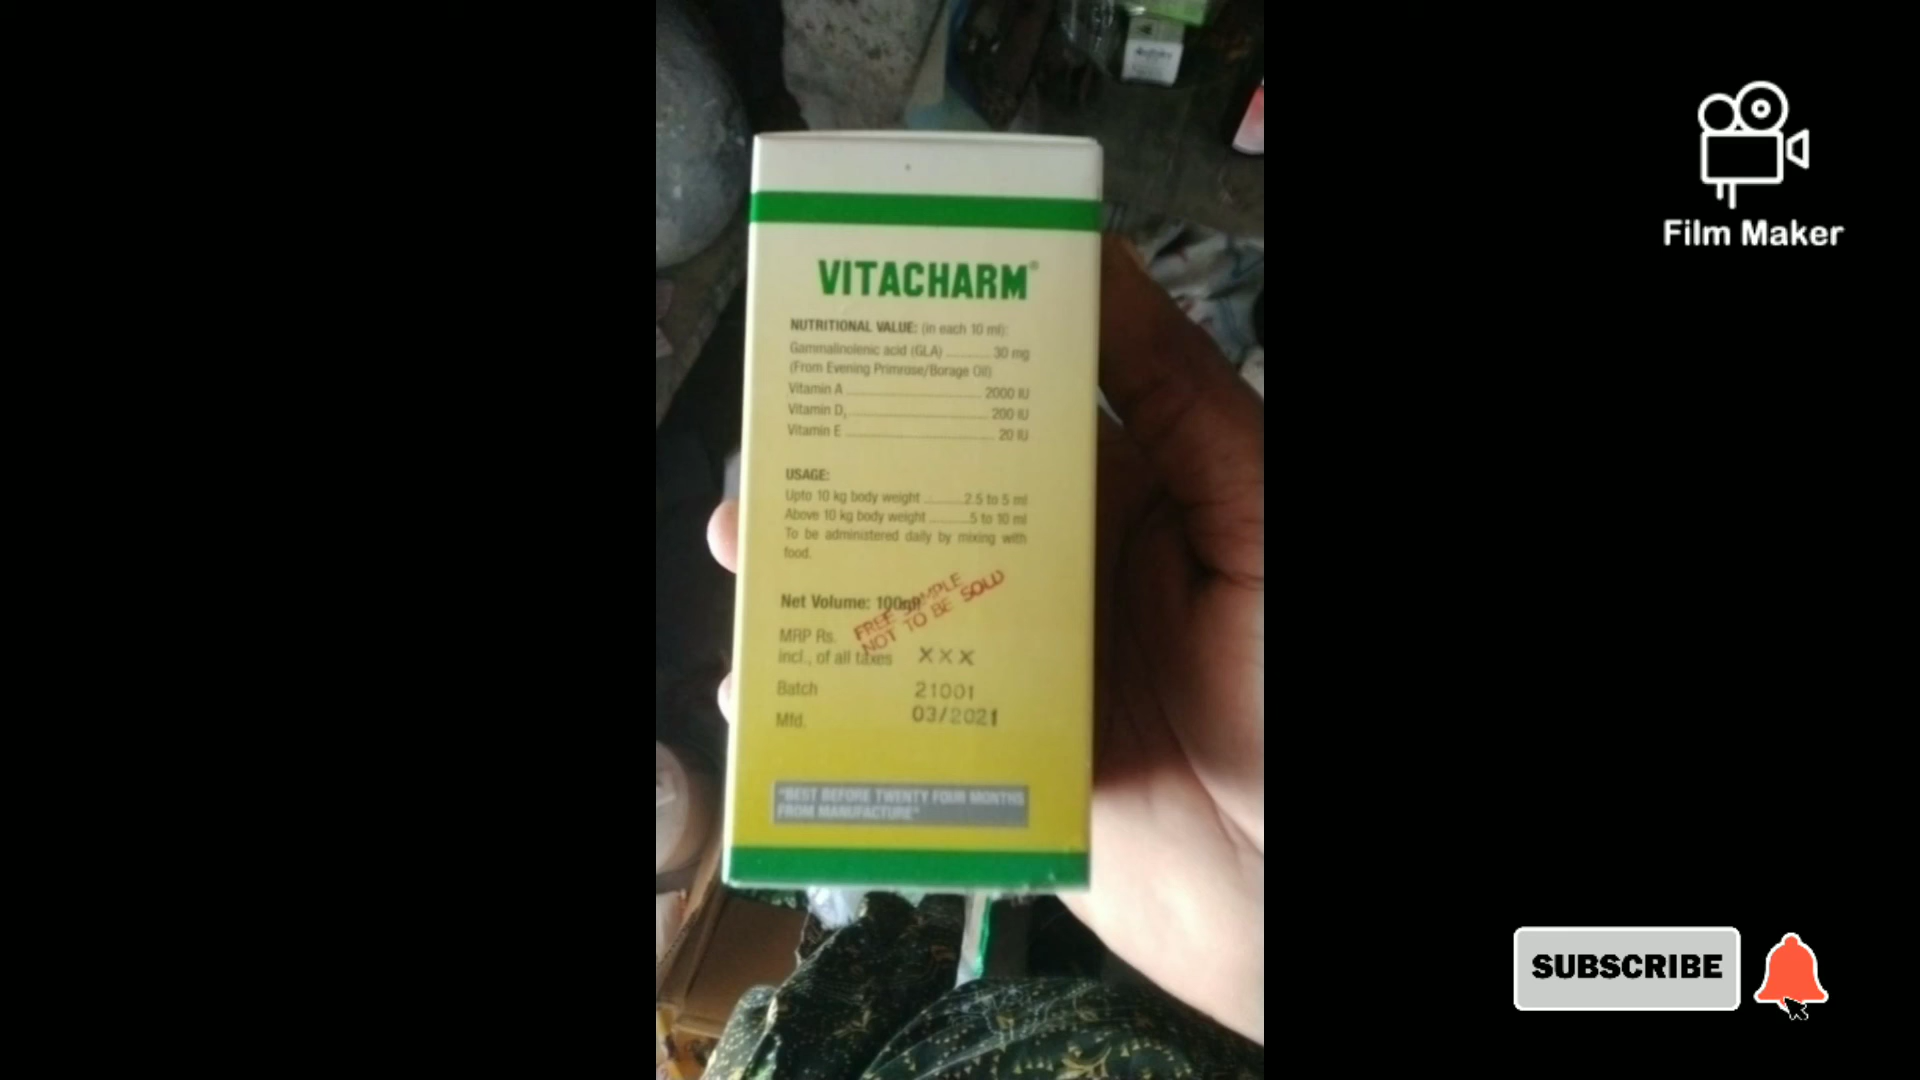 Film Maker
VITACHARM®
NUTRITIONAL VALUE: (in each 10 ml):
Gammalinolenic acid (GLA) ........... 30 mg
(From Evening Primrose/Borage Oil)
Vitamin A ........... 2000 IU
Vitamin D₃ ........... 200 IU
Vitamin E ........... 20 IU
USAGE:
Upto 10 kg body weight ........... 2.5 to 5 ml
Above 10 kg body weight ........... 5 to 10 ml
To be administered daily by mixing with
food.
Net Volume: 100ml
FREE SAMPLE
NOT TO BE SOLD
MRP Rs.
incl., of all taxes XXX
Batch 21001
Mfd. 03/2021
"BEST BEFORE TWENTY FOUR MONTHS
FROM MANUFACTURE"
SUBSCRIBE